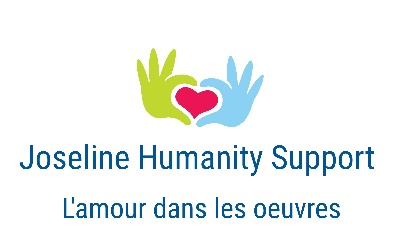 Joseline Humanity Support
L'amour dans les oeuvres